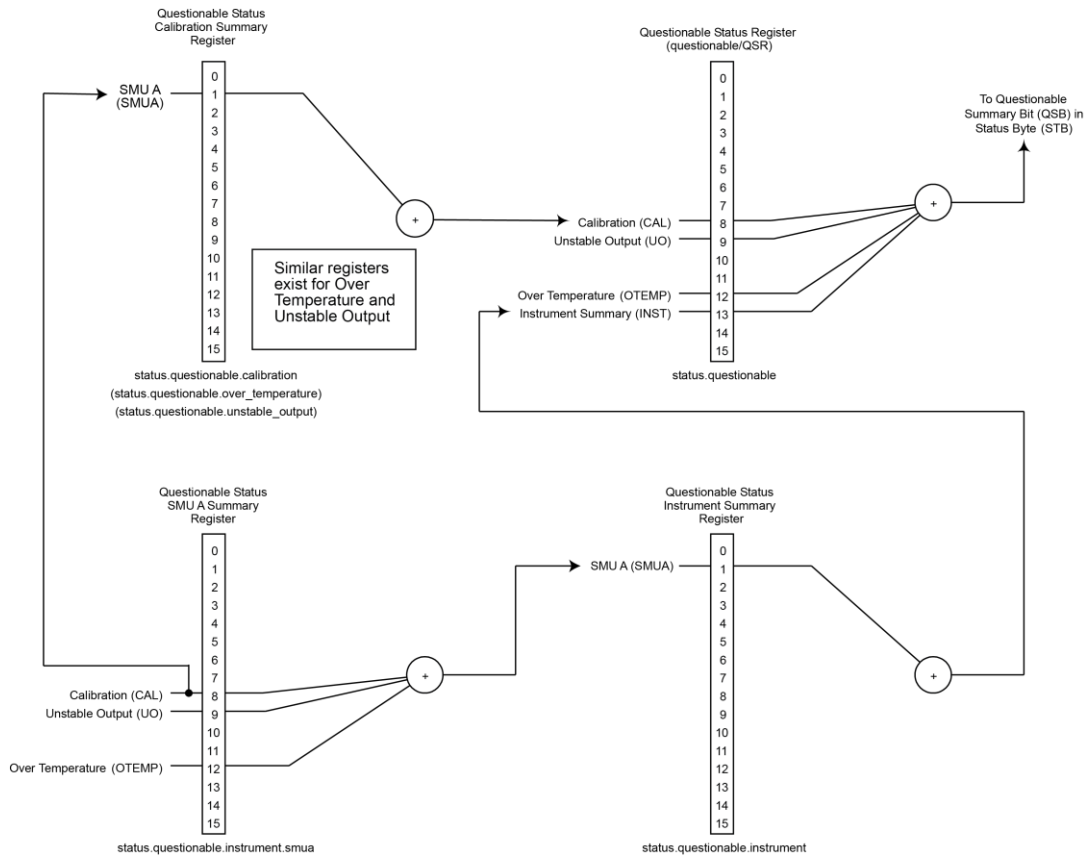 Questionable Status
Calibration Summary
Register
0
1
2
3
4
5
6
7
8
9
10
11
12
13
14
15
SMU A
(SMUA)
+
Similar registers
exist for Over
Temperature and
Unstable Output
status.questionable.calibration
(status.questionable.over_temperature)
(status.questionable.unstable_output)
Questionable Status Register
(questionable/QSR)
0
1
2
3
4
5
6
7
8
9
10
11
12
13
14
15
Calibration (CAL)
Unstable Output (UO)
Over Temperature (OTEMP)
Instrument Summary (INST)
+
To Questionable
Summary Bit (QSB) in
Status Byte (STB)
status.questionable
Questionable Status
SMU A Summary
Register
0
1
2
3
4
5
6
7
8
9
10
11
12
13
14
15
Calibration (CAL)
Unstable Output (UO)
Over Temperature (OTEMP)
+
status.questionable.instrument.smua
Questionable Status
Instrument Summary
Register
0
1
2
3
4
5
6
7
8
9
10
11
12
13
14
15
SMU A (SMUA)
+
status.questionable.instrument